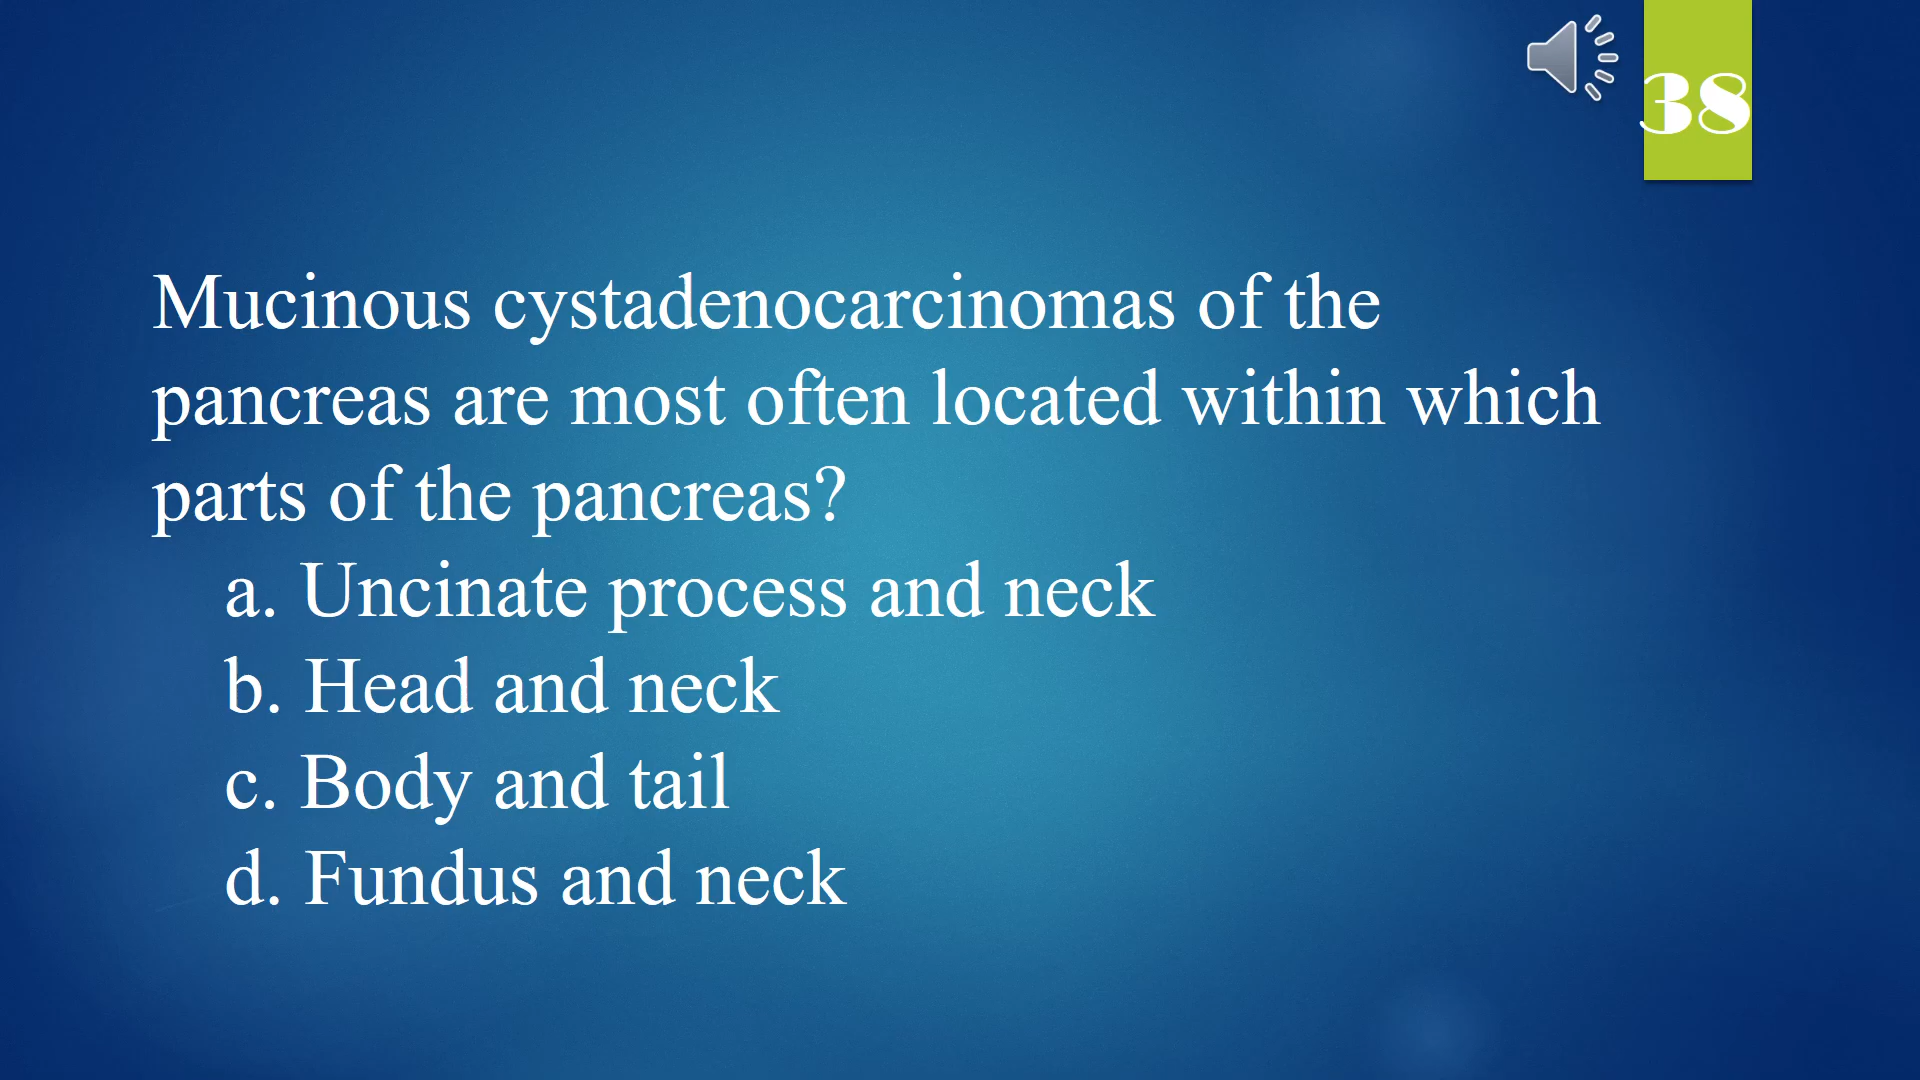 38
Mucinous cystadenocarcinomas of the
pancreas are most often located within which
parts of the pancreas?
a. Uncinate process and neck
b. Head and neck
c. Body and tail
d. Fundus and neck